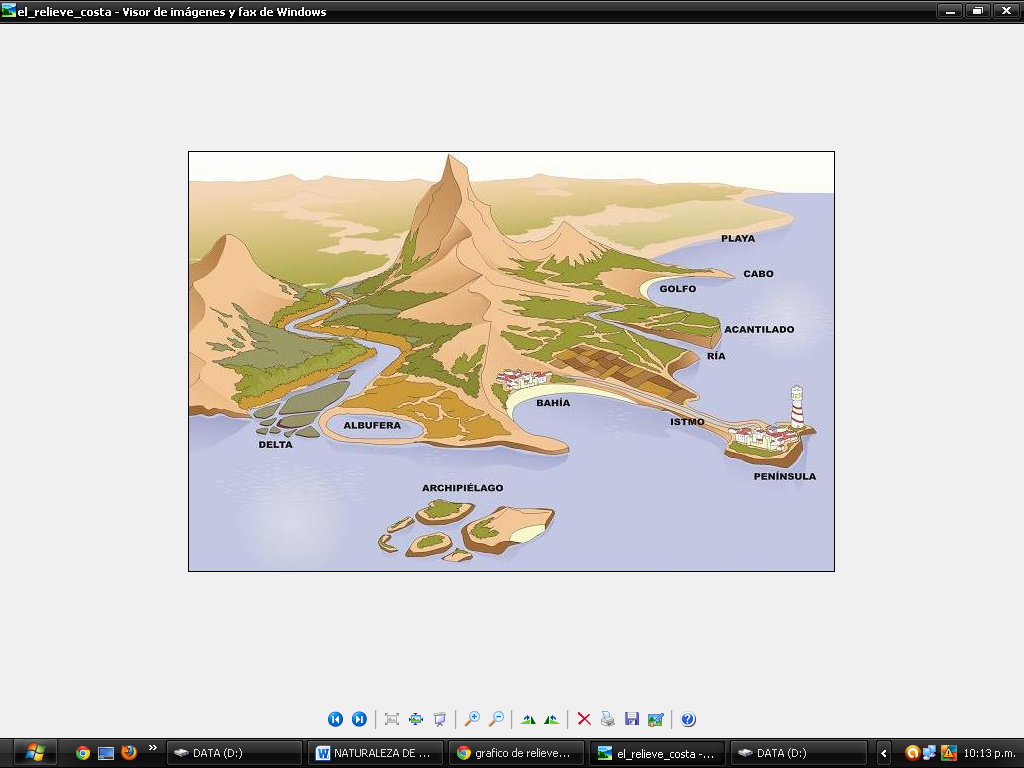 el_relieve_costa - Visor de imágenes y fax de Windows
PLAYA
CABO
GOLFO
ACANTILADO
RÍA
BAHÍA
ISTMO
ALBUFERA
DELTA
PENÍNSULA
ARCHIPIÉLAGO
DATA (D:)
NATURALEZA DE ...
grafico de relieve...
el_relieve_costa -...
DATA (D:)
10:13 p.m.